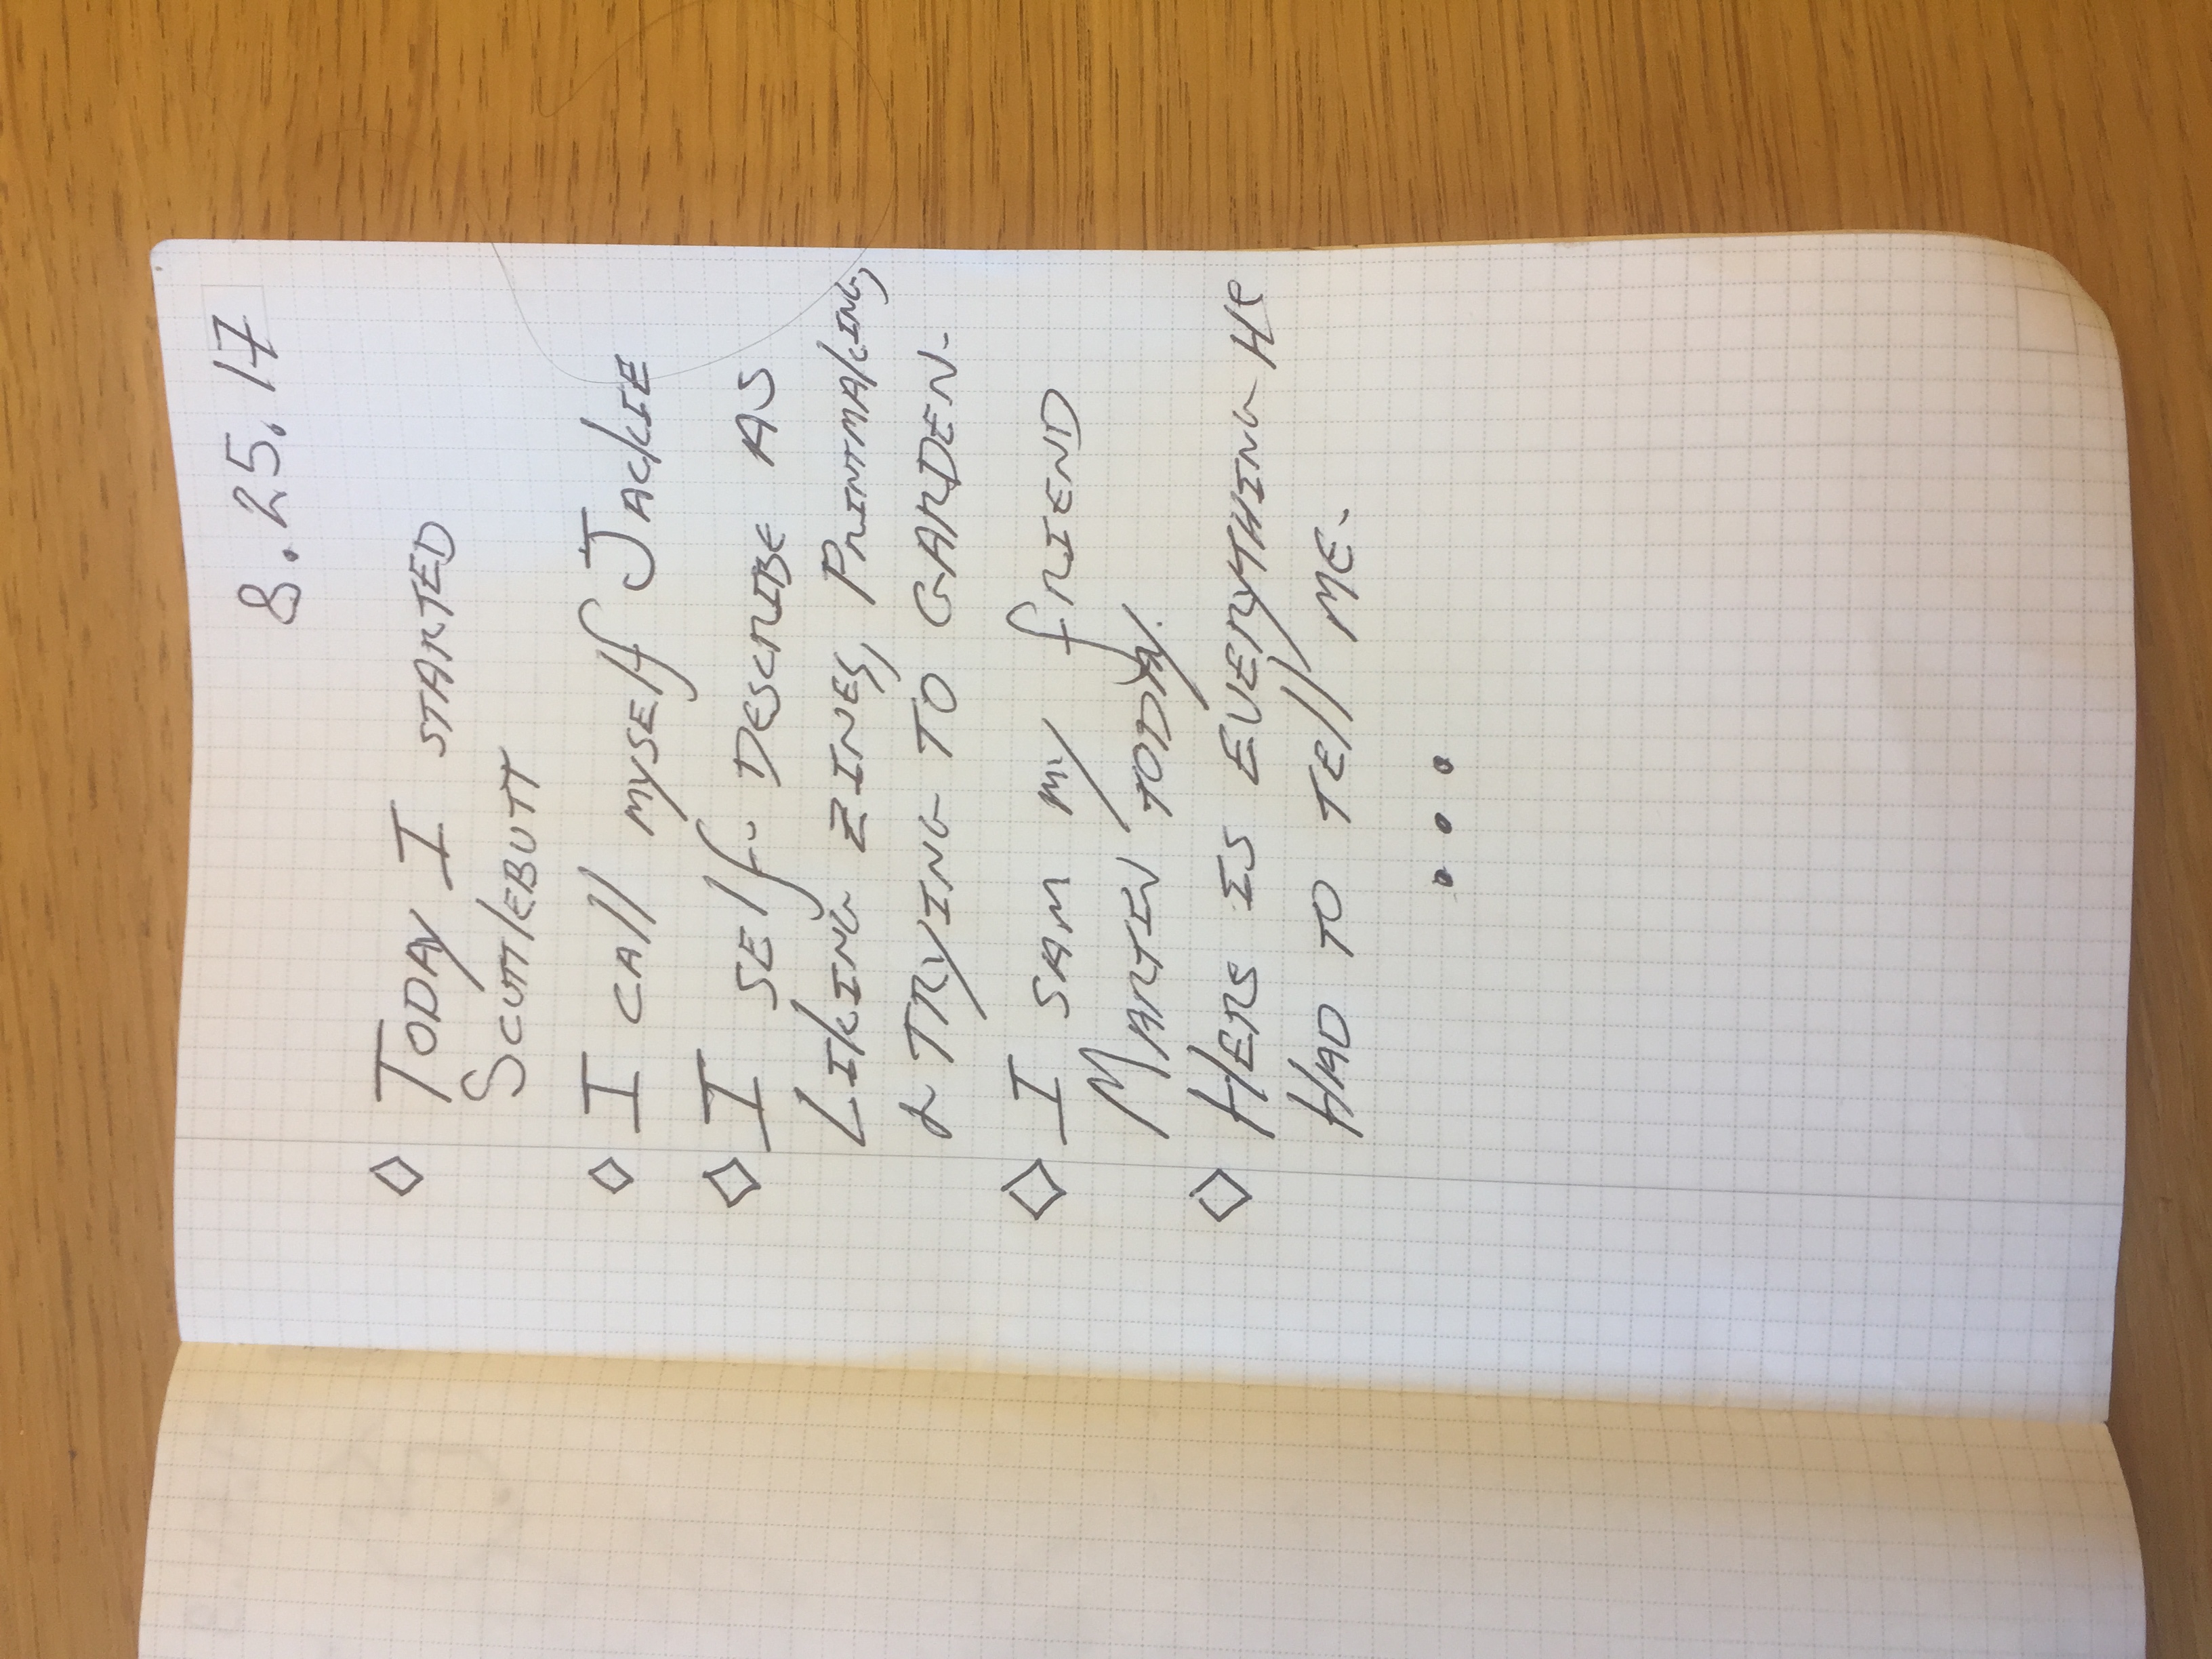 8.25.17
◇ Today I started
Scuttlebutt
◇ I call myself Jackie
◇ I self-describe as
Liking zines, Printmaking,
& trying to garden.
◇ I saw my friend
Martin today.
◇ Here is everything he
Had to tell me.
...